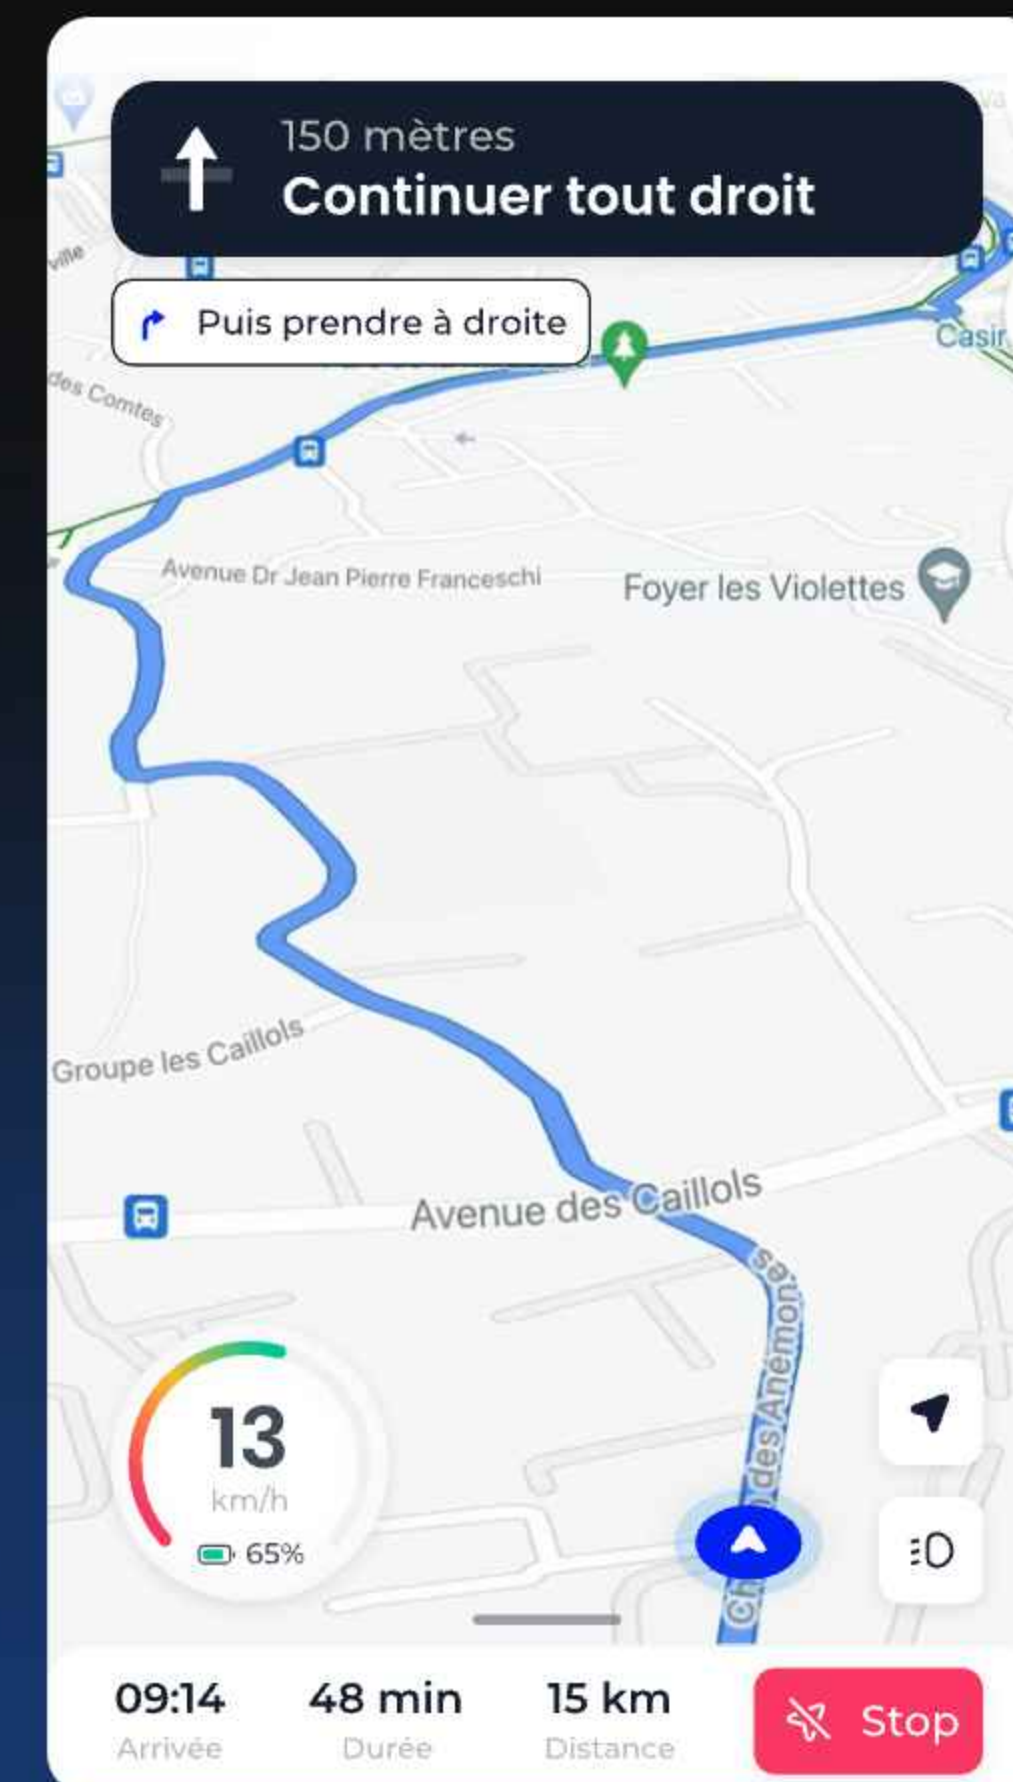 150 mètres
Continuer tout droit
Puis prendre à droite
ville
Casir
des Comtes
Avenue Dr Jean Pierre Franceschi
Foyer les Violettes
Groupe les Caillols
Avenue des Caillols
des Anémones
13
km/h
65%
09:14
Arrivée
48 min
Durée
15 km
Distance
Stop